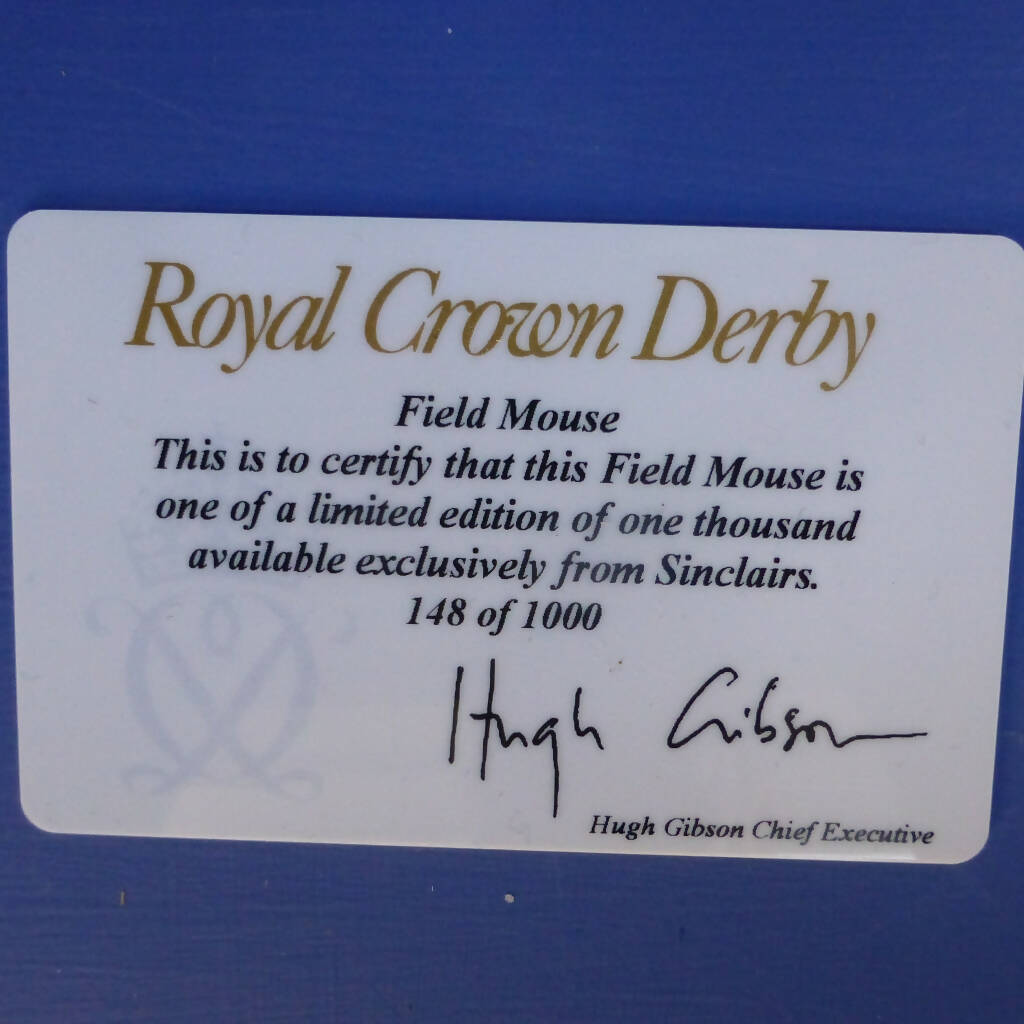 Royal Crown Derby
Field Mouse
This is to certify that this Field Mouse is
one of a limited edition of one thousand
available exclusively from Sinclairs.
148 of 1000
Hugh Gibson
Hugh Gibson Chief Executive